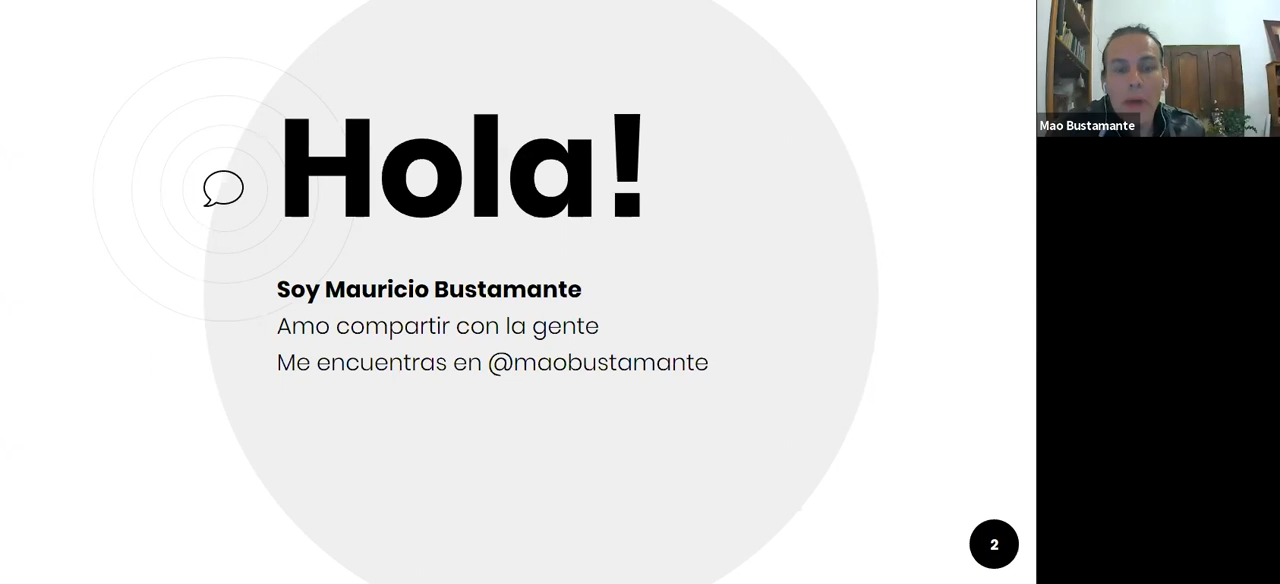 Hola!
Soy Mauricio Bustamante
Amo compartir con la gente
Me encuentras en @maobustamante
2
Mao Bustamante